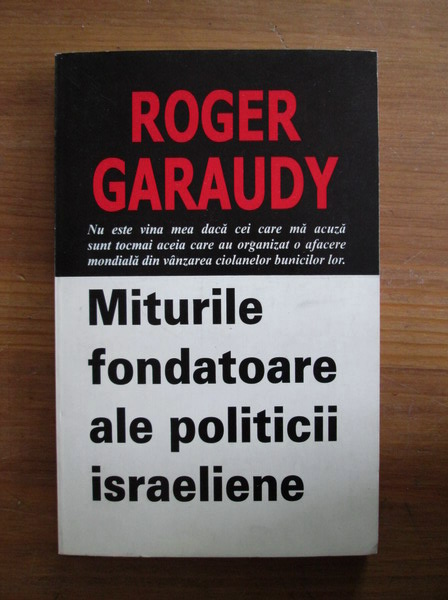 ROGER
GARAUDY
Nu este vina mea dacă cei care mă acuză
sunt tocmai aceia care au organizat o afacere
mondială din vânzarea ciolanelor bunicilor lor.
Miturile
fondatoare
ale politicii
israeliene